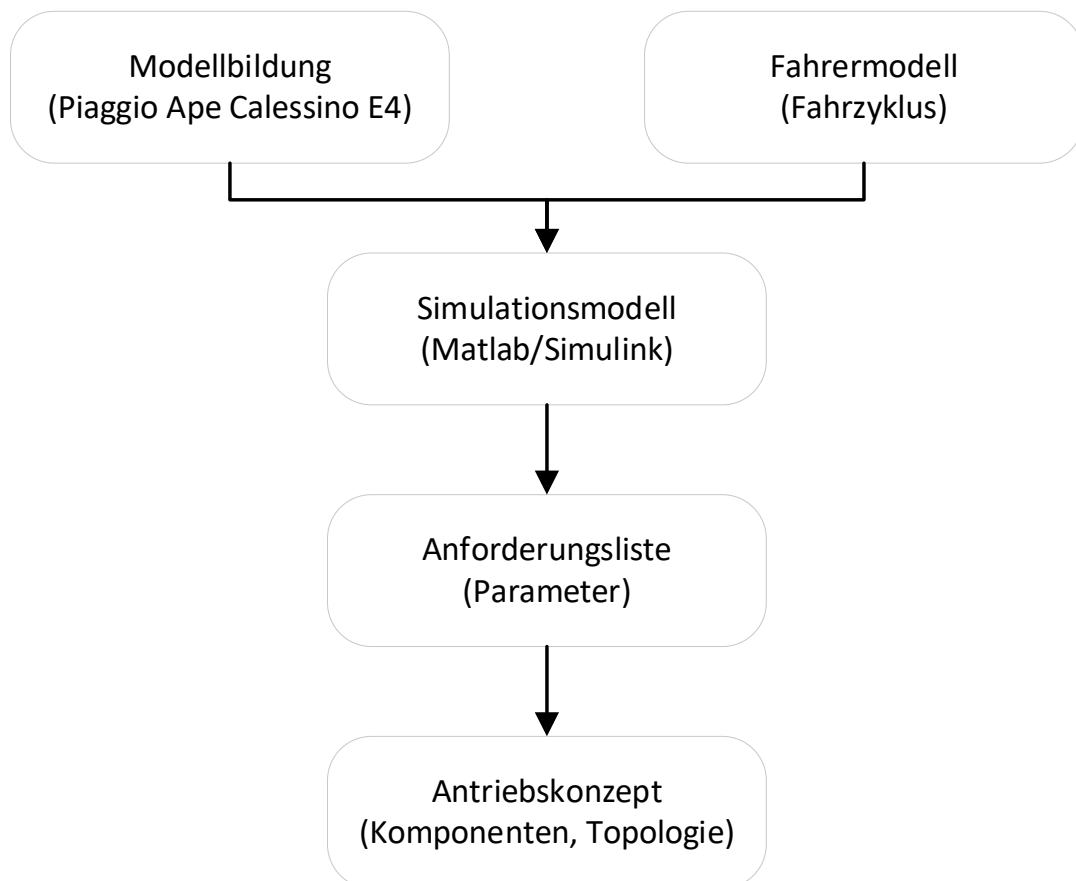 Modellbildung
(Piaggio Ape Calessino E4)
Fahrermodell
(Fahrzyklus)
Simulationsmodell
(Matlab/Simulink)
Anforderungsliste
(Parameter)
Antriebskonzept
(Komponenten, Topologie)